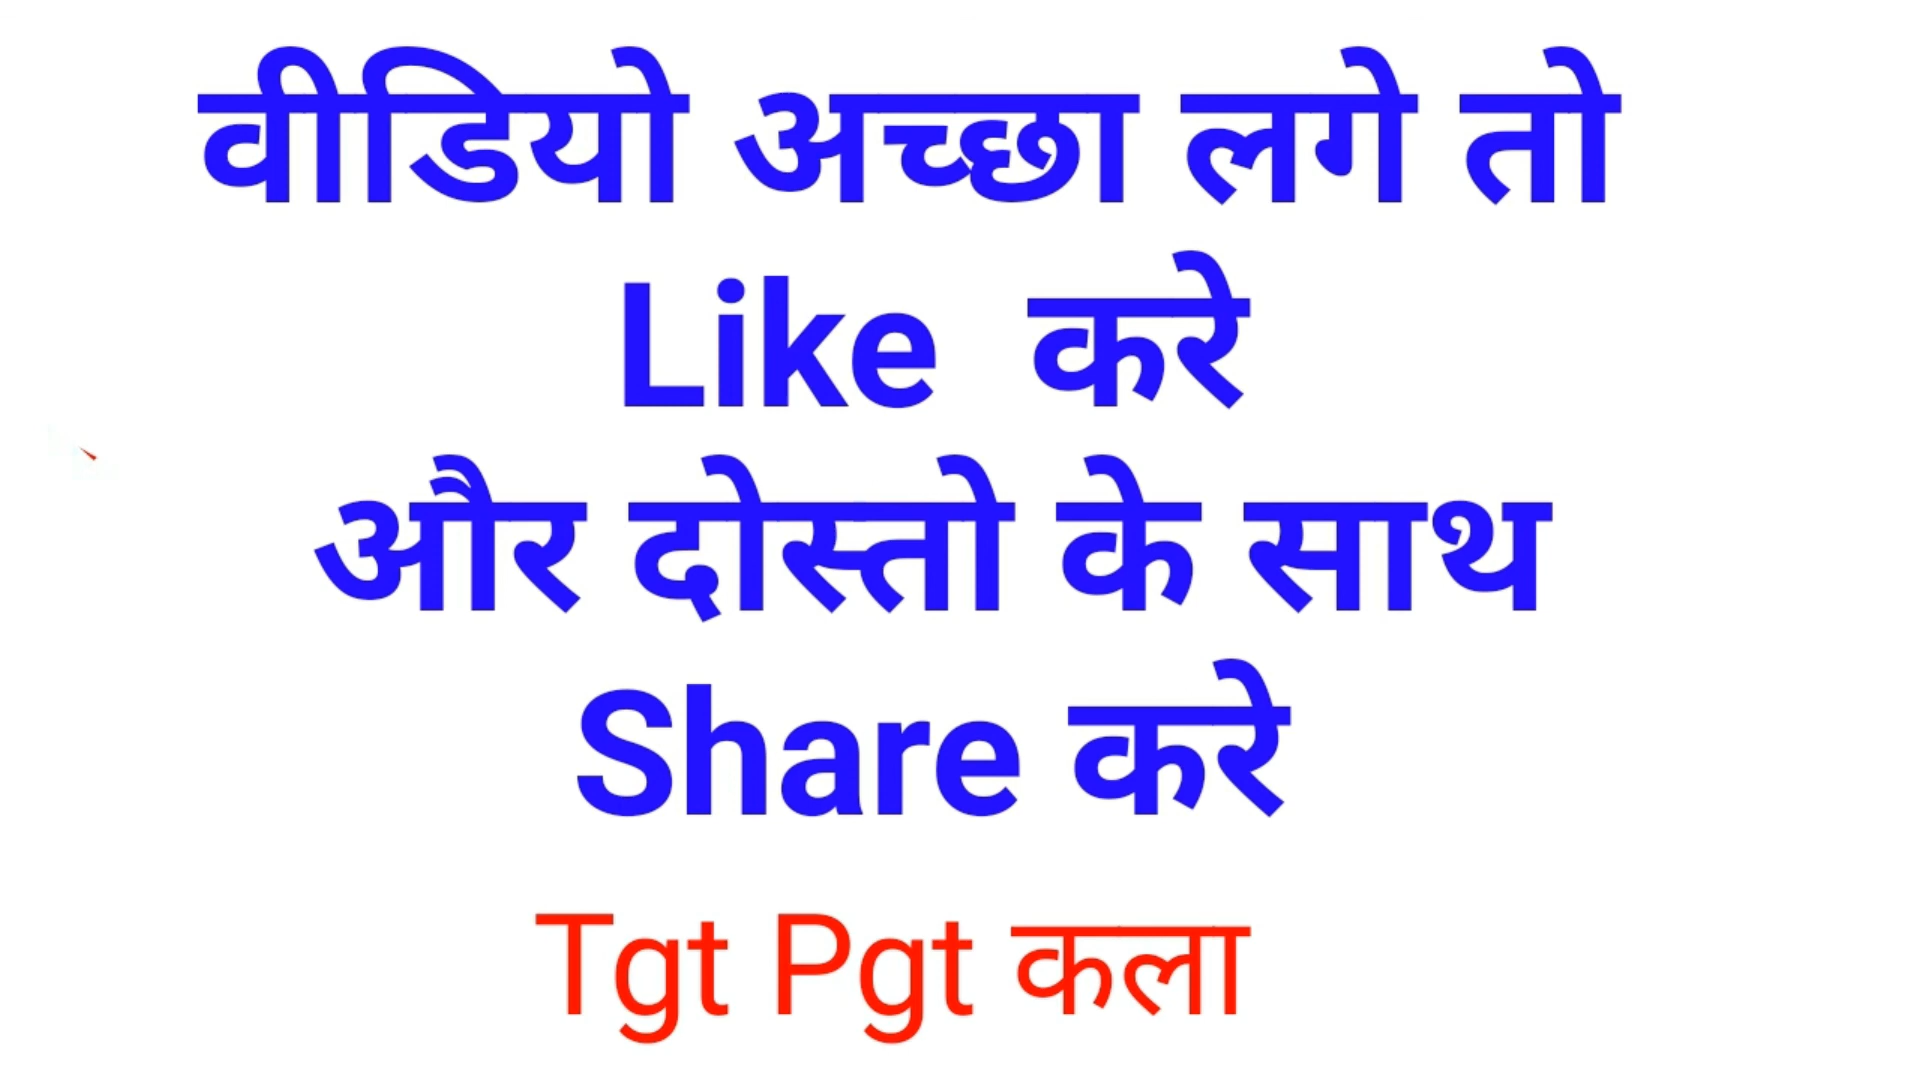 वीडियो अच्छा लगे तो
Like करे
और दोस्तो के साथ
Share करे
Tgt Pgt कला